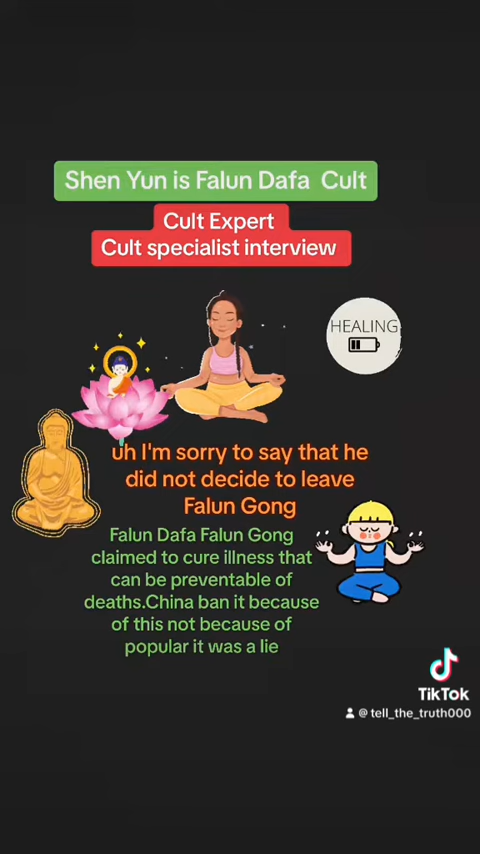 Shen Yun is Falun Dafa Cult
Cult Expert
Cult specialist interview
HEALING
uh I'm sorry to say that he
did not decide to leave
Falun Gong
Falun Dafa Falun Gong
claimed to cure illness that
can be preventable of
deaths.China ban it because
of this not because of
popular it was a lie
TikTok
@ tell_the_truth000